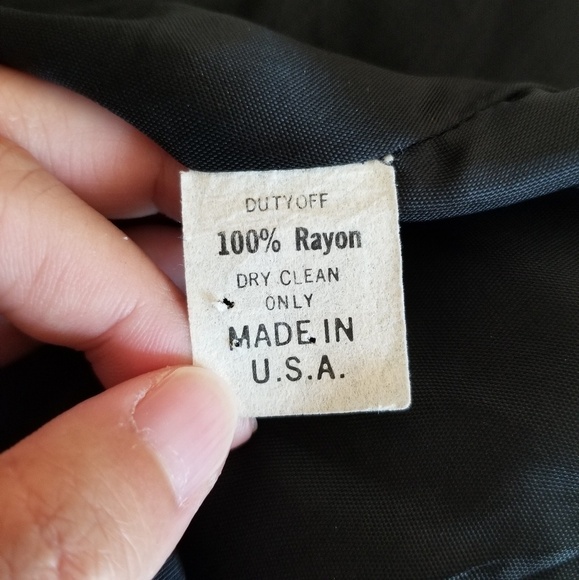 DUTYOFF
100% Rayon
DRY CLEAN
ONLY
MADE IN
U.S.A.